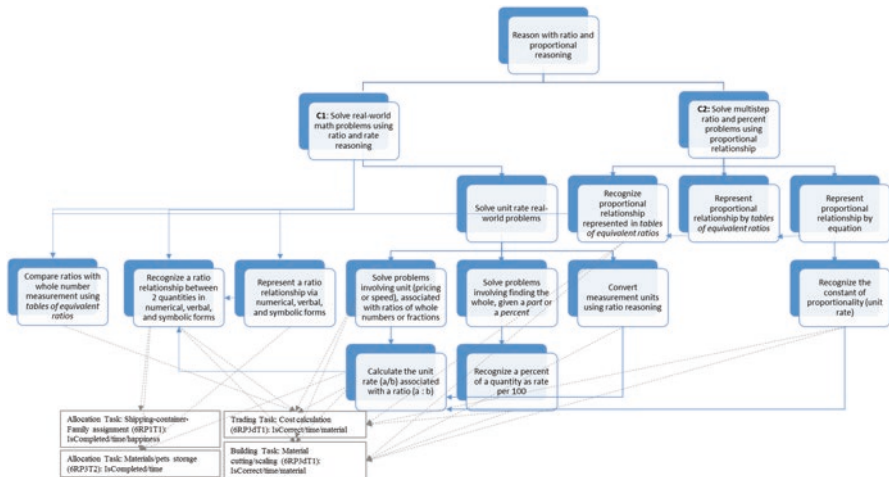 Reason with ratio and
proportional
reasoning
C1: Solve real-world
math problems using
ratio and rate
reasoning
C2: Solve multistep
ratio and percent
problems using
proportional
relationship
Solve unit rate real-
world problems
Recognize
proportional
relationship
represented in tables
of equivalent ratios
Represent
proportional
relationship by tables
of equivalent ratios
Represent
proportional
relationship by
equation
Compare ratios with
whole number
measurement using
tables of equivalent
ratios
Recognize a ratio
relationship between
2 quantities in
numerical, verbal,
and symbolic forms
Represent a ratio
relationship via
numerical, verbal,
and symbolic forms
Solve problems
involving unit (pricing
or speed), associated
with ratios of whole
numbers or fractions
Solve problems
involving finding the
whole, given a part or
a percent
Convert
measurement units
using ratio reasoning
Recognize the
constant of
proportionality (unit
rate)
Calculate the unit
rate (a/b) associated
with a ratio (a : b)
Recognize a percent
of a quantity as rate
per 100
Allocation Task: Shipping-container-
Family assignment (6RP1T1):
IsCompleted/time/happiness
Trading Task: Cost calculation
(6RP3dT1): IsCorrect/time/material
Allocation Task: Materials/pets storage
(6RP3T2): IsCompleted/time
Building Task: Material
cutting/scaling (6RP3dT1):
IsCorrect/time/material